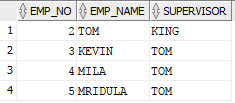 EMP_NO EMP_NAME SUPERVISOR
1 2 TOM KING
2 3 KEVIN TOM
3 4 MILA TOM
4 5 MRIDULA TOM